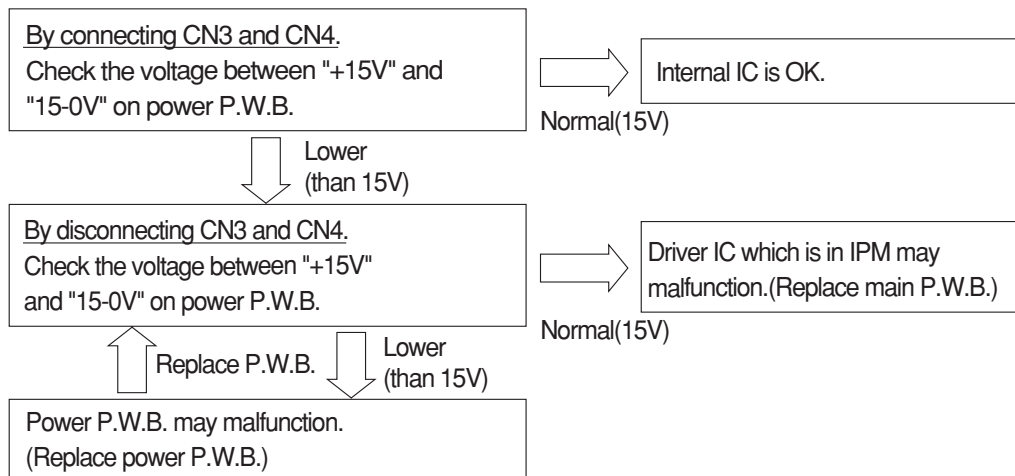 By connecting CN3 and CN4.
Check the voltage between "+15V" and
"15-0V" on power P.W.B.
Internal IC is OK.
Normal(15V)
Lower
(than 15V)
By disconnecting CN3 and CN4.
Check the voltage between "+15V"
and "15-0V" on power P.W.B.
Driver IC which is in IPM may
malfunction.(Replace main P.W.B.)
Normal(15V)
Replace P.W.B.
Lower
(than 15V)
Power P.W.B. may malfunction.
(Replace power P.W.B.)